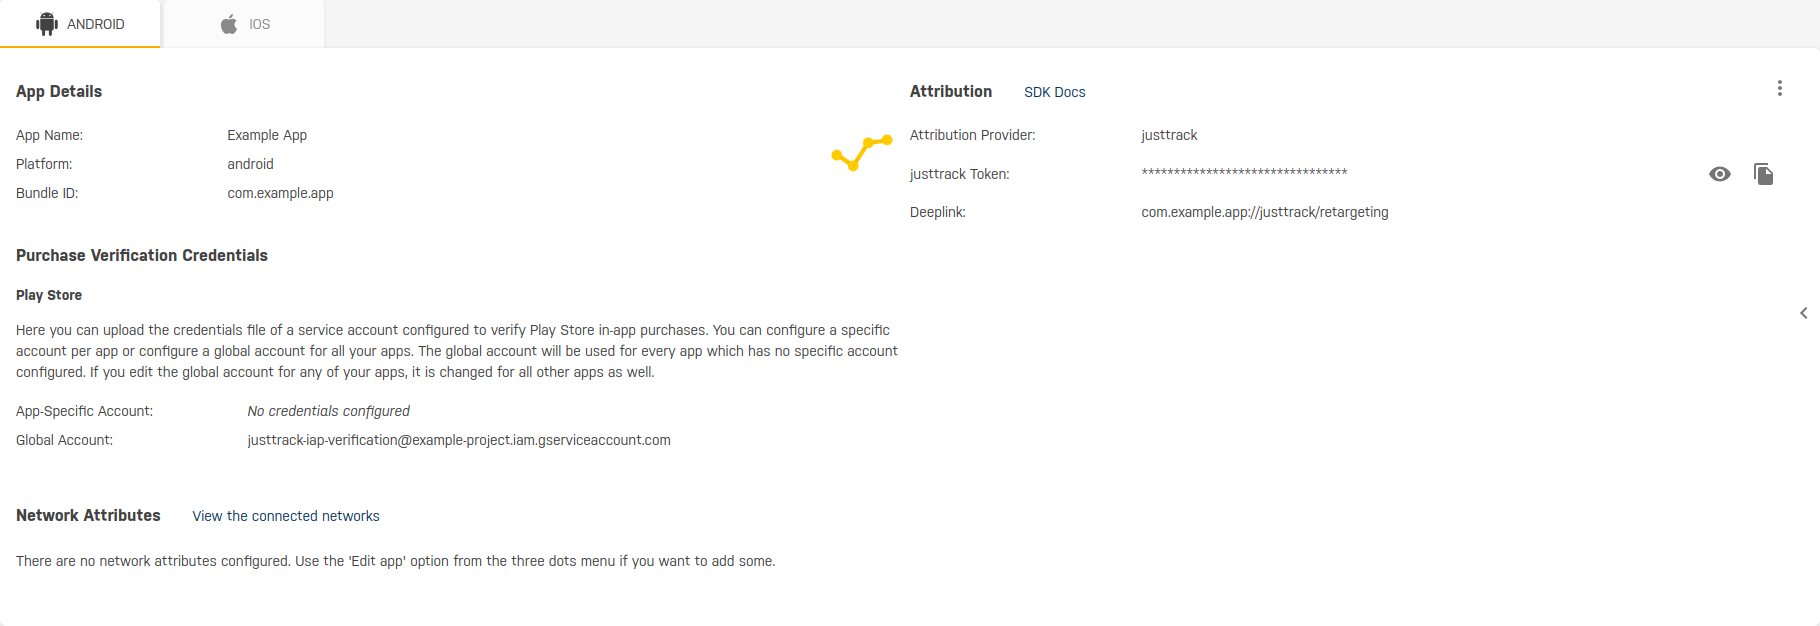 ANDROID
IOS
App Details
App Name: Example App
Platform: android
Bundle ID: com.example.app
Attribution SDK Docs
Attribution Provider: justtrack
justtrack Token: ********************************
Deeplink: com.example.app://justtrack/retargeting
Purchase Verification Credentials
Play Store
Here you can upload the credentials file of a service account configured to verify Play Store in-app purchases. You can configure a specific
account per app or configure a global account for all your apps. The global account will be used for every app which has no specific account
configured. If you edit the global account for any of your apps, it is changed for all other apps as well.
App-Specific Account: No credentials configured
Global Account: justtrack-iap-verification@example-project.iam.gserviceaccount.com
Network Attributes View the connected networks
There are no network attributes configured. Use the 'Edit app' option from the three dots menu if you want to add some.